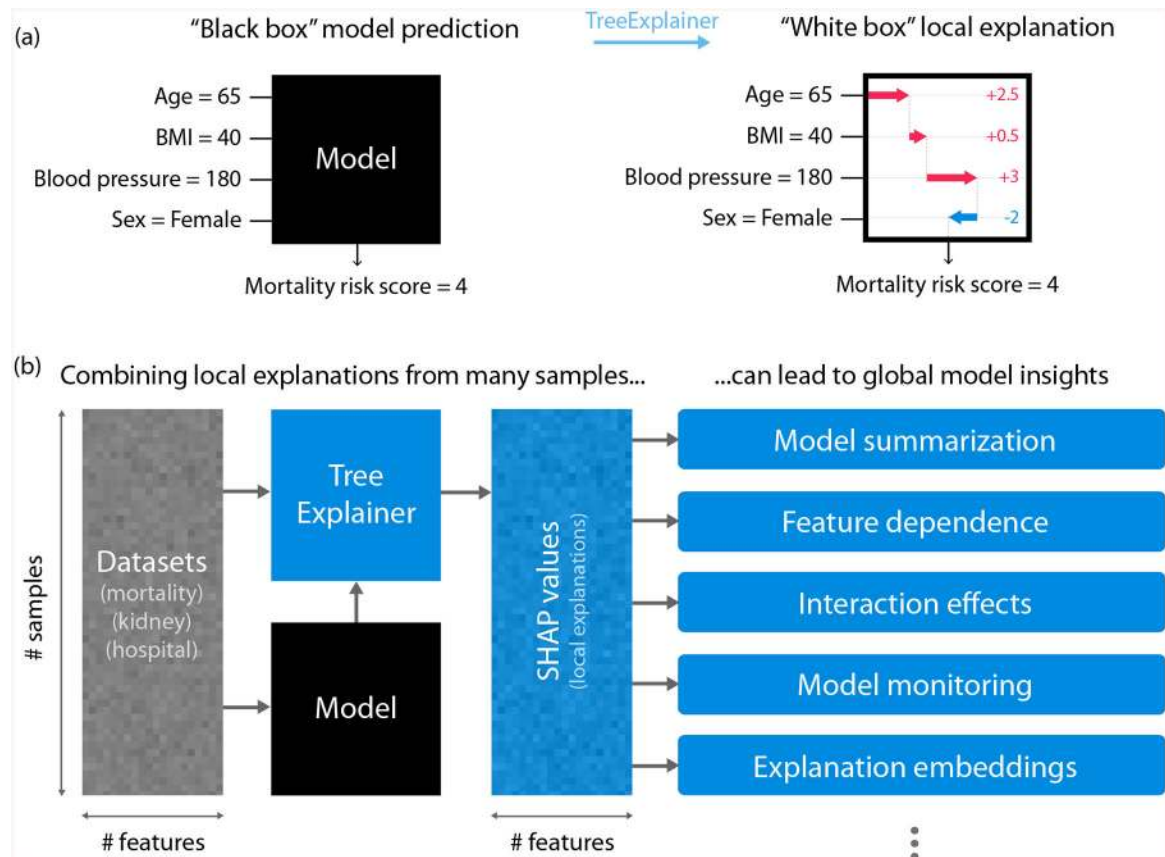 (a)
“Black box” model prediction
TreeExplainer
“White box” local explanation
Age = 65
BMI = 40
Blood pressure = 180
Sex = Female
Model
Mortality risk score = 4
Age = 65
BMI = 40
Blood pressure = 180
Sex = Female
+2.5
+0.5
+3
-2
Mortality risk score = 4
(b)
Combining local explanations from many samples...
...can lead to global model insights
# samples
Datasets
(mortality)
(kidney)
(hospital)
# features
Tree
Explainer
Model
SHAP values
(local explanations)
# features
Model summarization
Feature dependence
Interaction effects
Model monitoring
Explanation embeddings